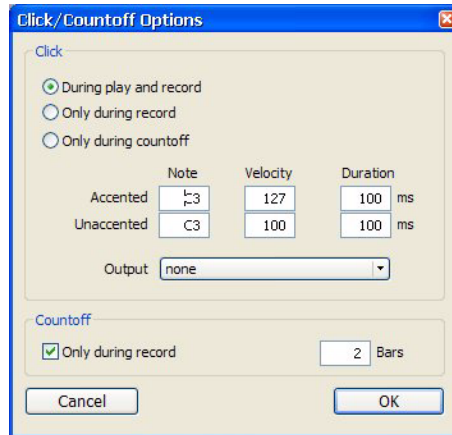 Click/Countoff Options
Click
During play and record
Only during record
Only during countoff
Note Velocity Duration
Accented 127 100 ms
Unaccented C3 100 100 ms
Output none
Countoff
Only during record 2 Bars
Cancel OK